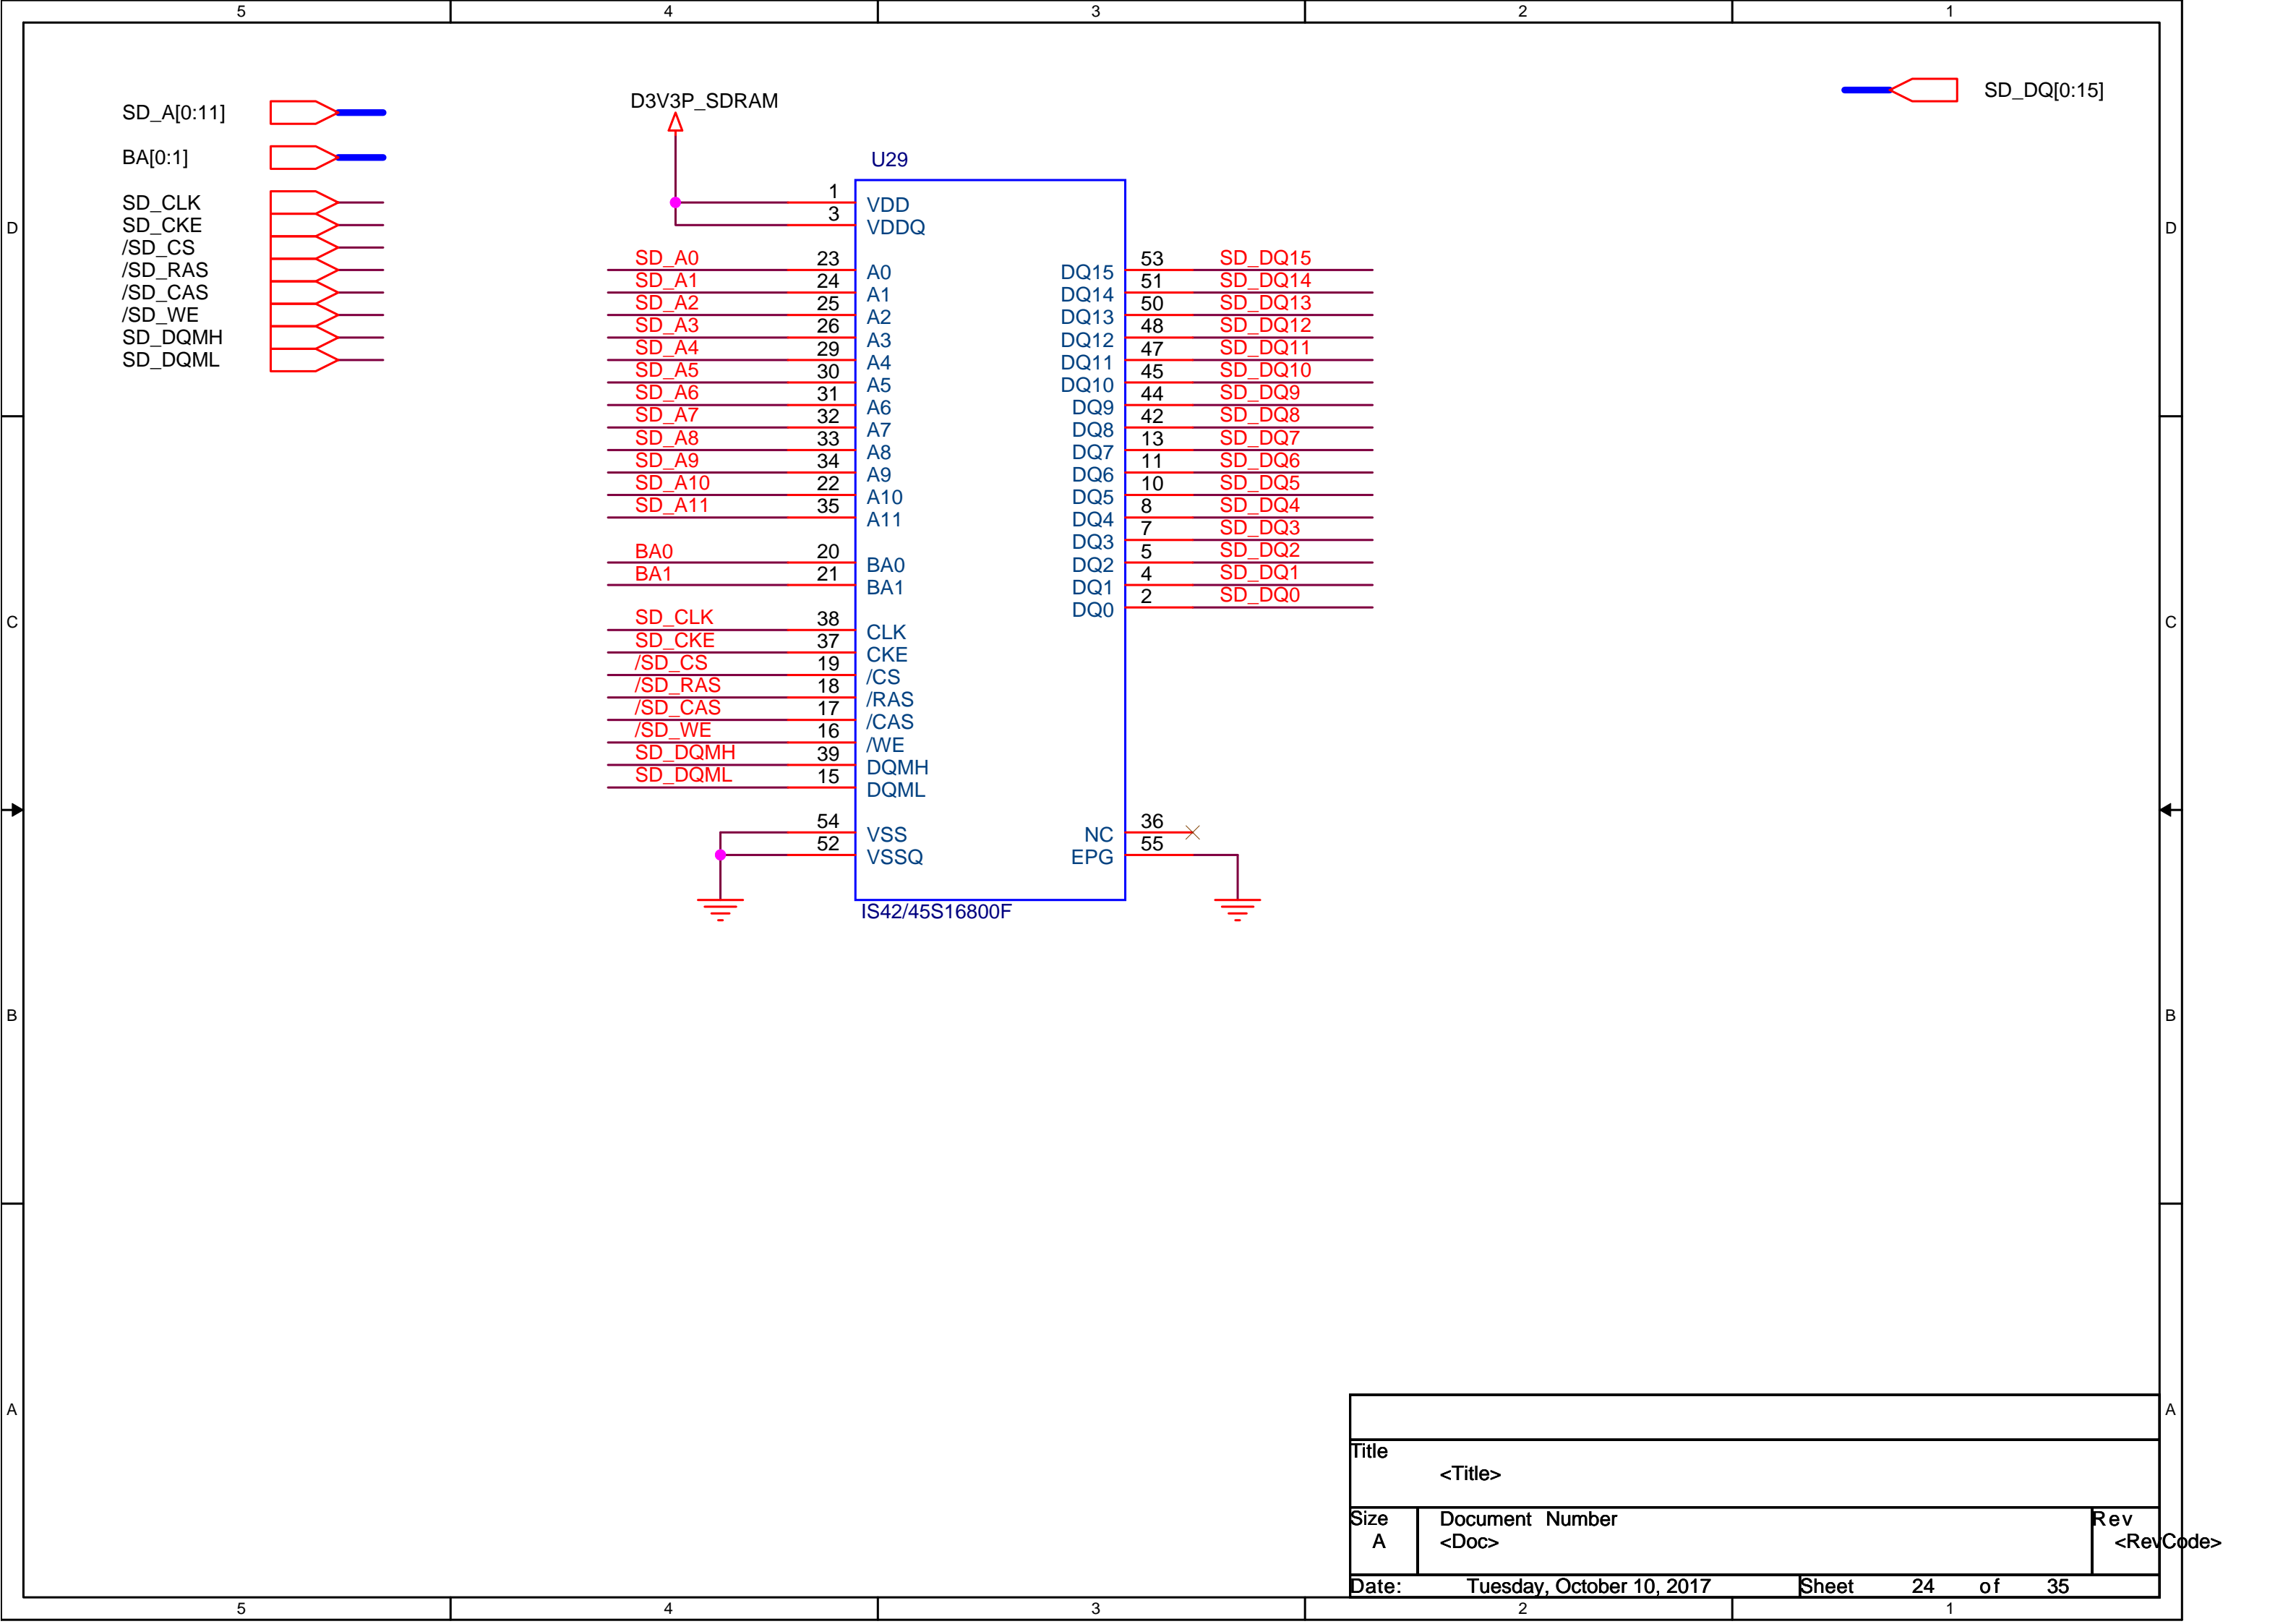 5 4 3 2 1
SD_A[0:11]
BA[0:1]
SD_CLK
SD_CKE
/SD_CS
/SD_RAS
/SD_CAS
/SD_WE
SD_DQMH
SD_DQML
D3V3P_SDRAM
SD_DQ[0:15]
U29
1 VDD
3 VDDQ
SD_A0 23 A0
SD_A1 24 A1
SD_A2 25 A2
SD_A3 26 A3
SD_A4 29 A4
SD_A5 30 A5
SD_A6 31 A6
SD_A7 32 A7
SD_A8 33 A8
SD_A9 34 A9
SD_A10 22 A10
SD_A11 35 A11
BA0 20 BA0
BA1 21 BA1
SD_CLK 38 CLK
SD_CKE 37 CKE
/SD_CS 19 /CS
/SD_RAS 18 /RAS
/SD_CAS 17 /CAS
/SD_WE 16 /WE
SD_DQMH 39 DQMH
SD_DQML 15 DQML
54 VSS
52 VSSQ
DQ15 53 SD_DQ15
DQ14 51 SD_DQ14
DQ13 50 SD_DQ13
DQ12 48 SD_DQ12
DQ11 47 SD_DQ11
DQ10 45 SD_DQ10
DQ9 44 SD_DQ9
DQ8 42 SD_DQ8
DQ7 13 SD_DQ7
DQ6 11 SD_DQ6
DQ5 10 SD_DQ5
DQ4 8 SD_DQ4
DQ3 7 SD_DQ3
DQ2 5 SD_DQ2
DQ1 4 SD_DQ1
DQ0 2 SD_DQ0
NC 36
EPG 55
IS42/45S16800F
D D
C C
B B
A A
Title
<Title>
Size Document Number Rev
A <Doc> <RevCode>
Date: Tuesday, October 10, 2017 Sheet 24 of 35
5 4 3 2 1